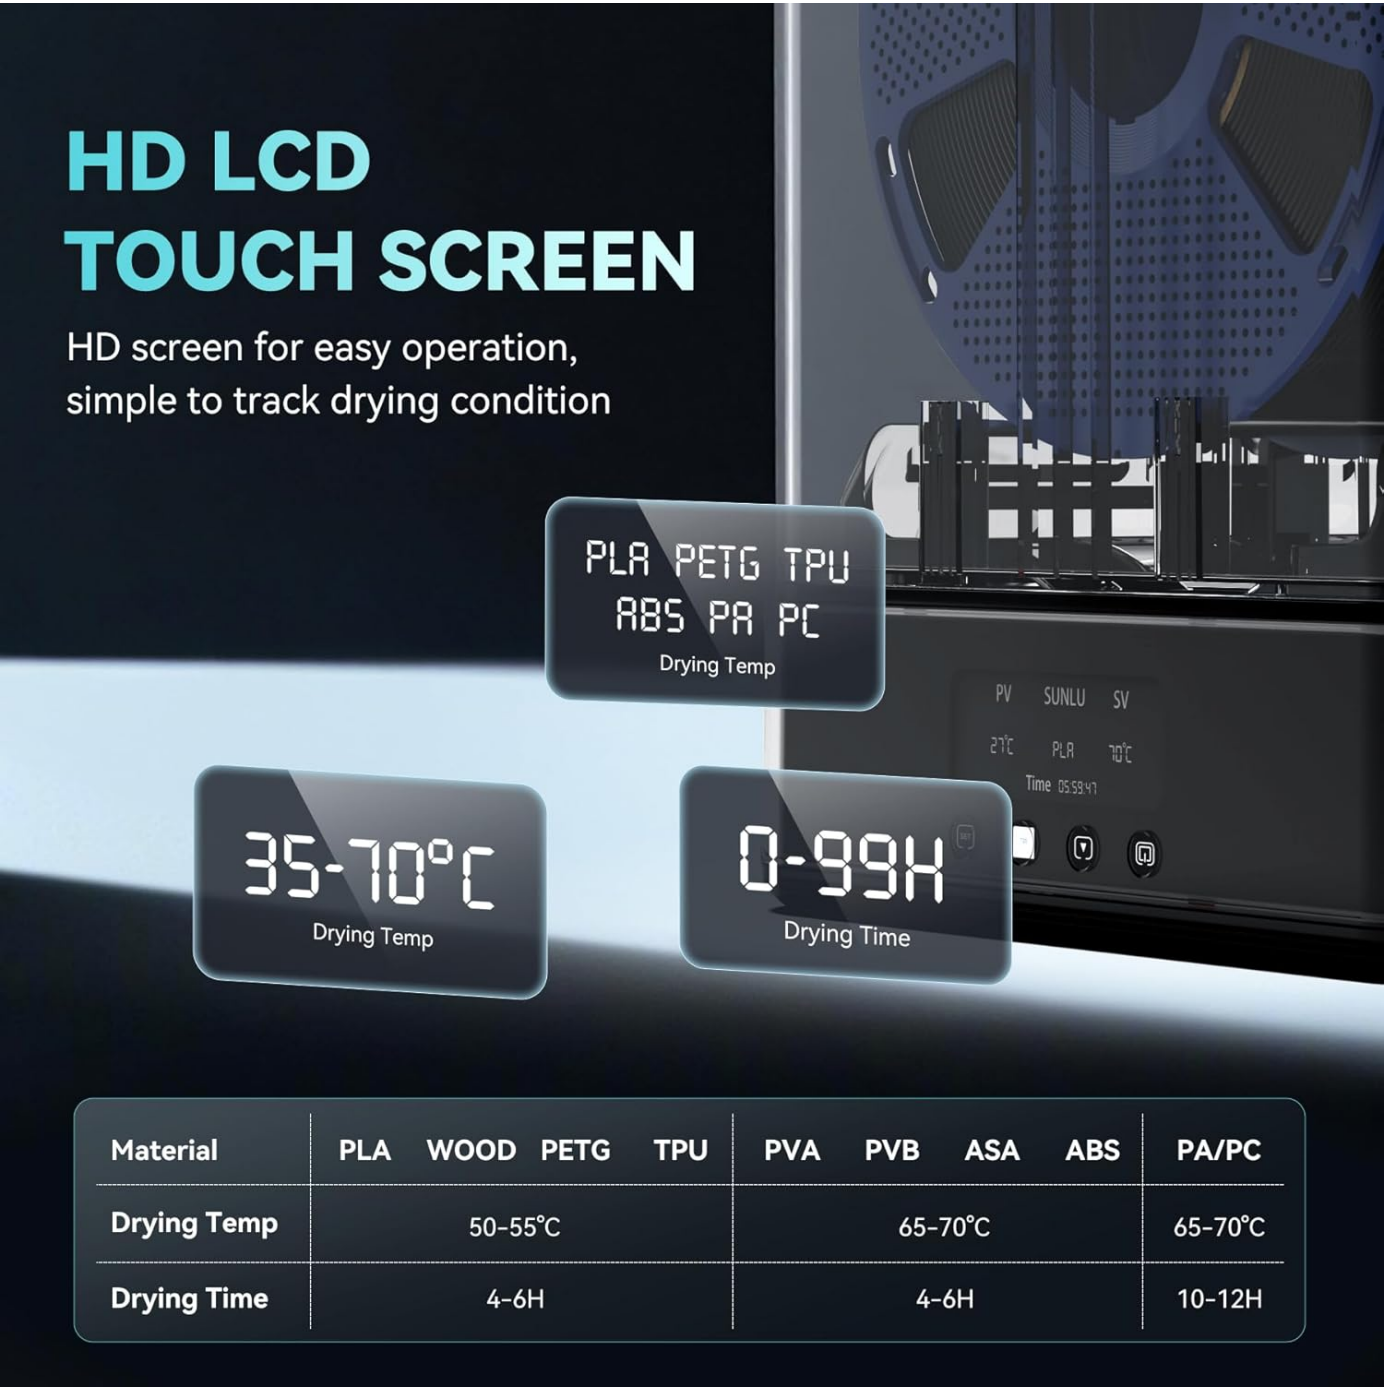 HD LCD
TOUCH SCREEN
HD screen for easy operation,
simple to track drying condition
PLA PETG TPU
ABS PA PC
Drying Temp
PV SUNLU SV
27°C PLA 70°C
Time 05:59:47
35-70°C
Drying Temp
0-99H
Drying Time
SET
Material PLA WOOD PETG TPU PVA PVB ASA ABS PA/PC
Drying Temp 50-55°C 65-70°C 65-70°C
Drying Time 4-6H 4-6H 10-12H